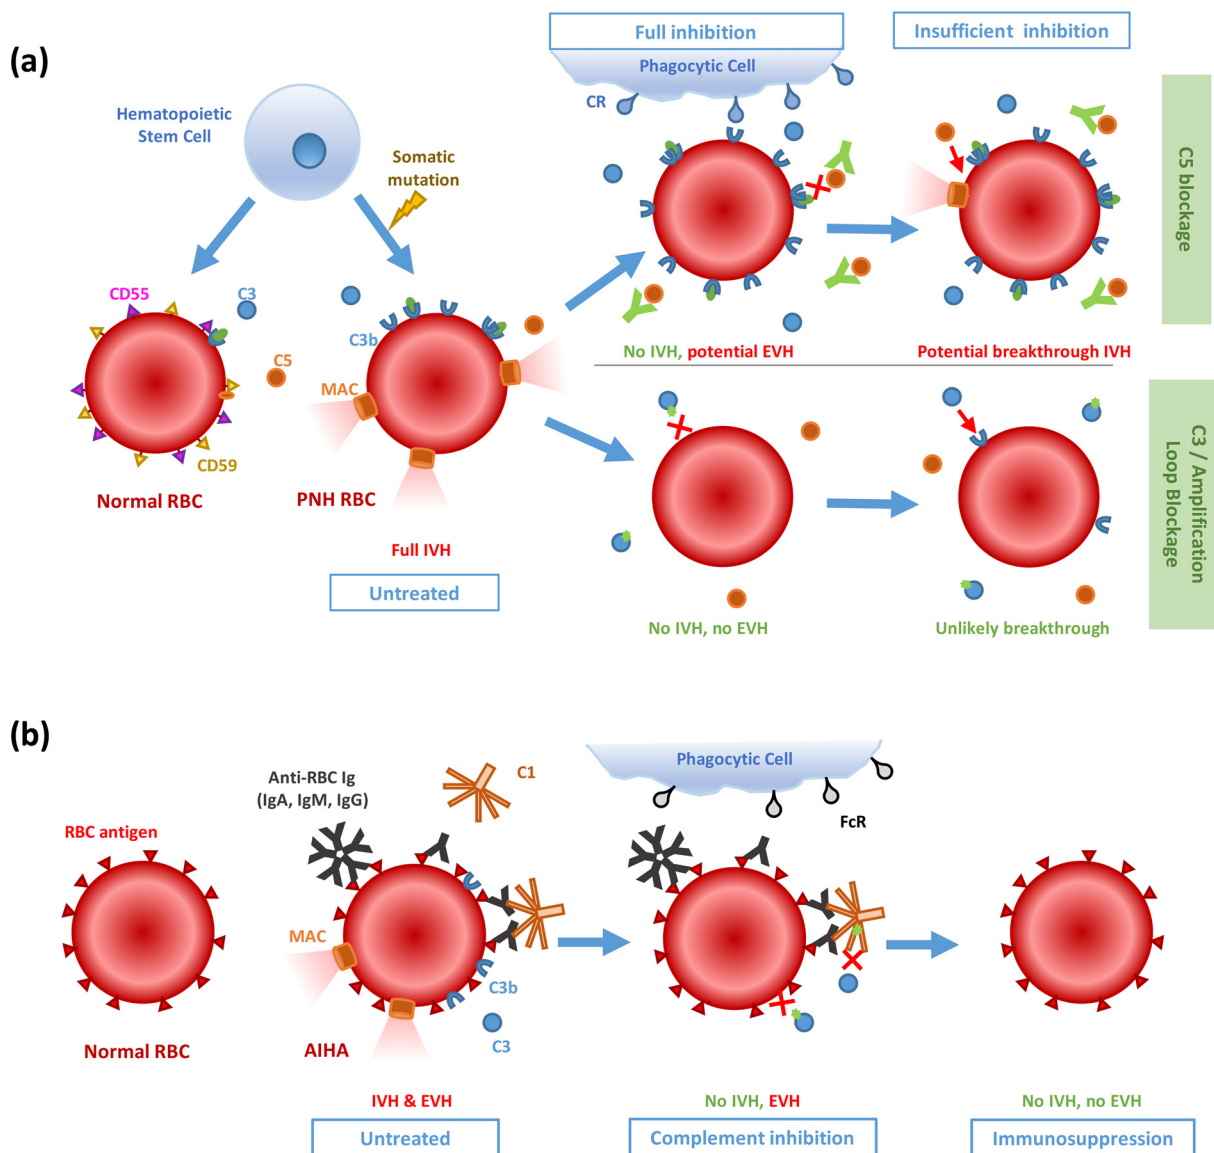 (a)
Full inhibition
Insufficient inhibition
Phagocytic Cell
CR
Hematopoietic
Stem Cell
Somatic
mutation
C5 blockage
CD55
C3
C3b
C5
MAC
CD59
No IVH, potential EVH
Potential breakthrough IVH
Normal RBC
PNH RBC
Full IVH
Untreated
C3 / Amplification
Loop Blockage
No IVH, no EVH
Unlikely breakthrough
(b)
Anti-RBC Ig
(IgA, IgM, IgG)
C1
Phagocytic Cell
FcR
RBC antigen
MAC
C3b
C3
Normal RBC
AIHA
IVH & EVH
No IVH, EVH
No IVH, no EVH
Untreated
Complement inhibition
Immunosuppression